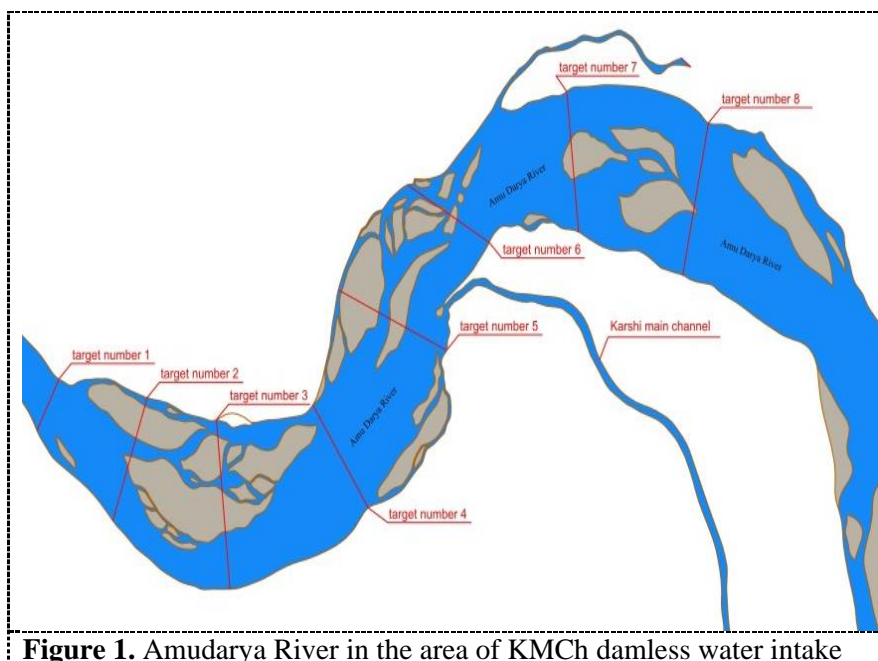 target number 7
target number 8
Amu Darya River
target number 6
Amu Darya River
target number 5
Karshi main channel
target number 1
target number 2
target number 3
Amu Darya River
target number 4
Figure 1. Amudarya River in the area of KMCh damless water intake